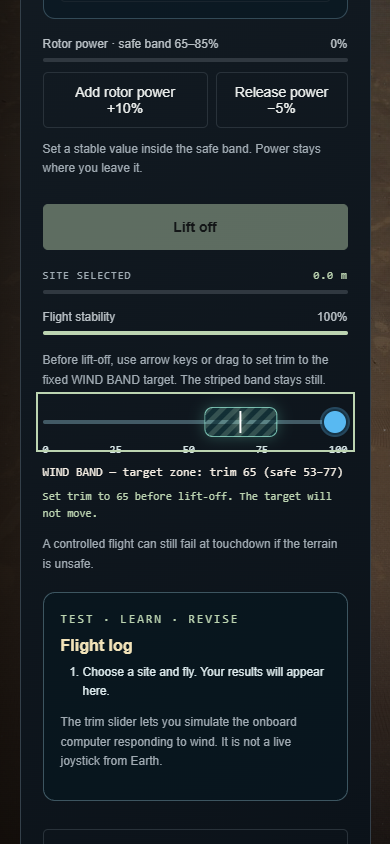 Rotor power · safe band 65–85% 0%
Add rotor power
+10%
Release power
−5%
Set a stable value inside the safe band. Power stays
where you leave it.
Lift off
SITE SELECTED 0.0 m
Flight stability 100%
Before lift-off, use arrow keys or drag to set trim to the
fixed WIND BAND target. The striped band stays still.
0 25 50 75 100
WIND BAND — target zone: trim 65 (safe 53–77)
Set trim to 65 before lift-off. The target will
not move.
A controlled flight can still fail at touchdown if the terrain
is unsafe.
TEST · LEARN · REVISE
Flight log
1. Choose a site and fly. Your results will appear
here.
The trim slider lets you simulate the onboard
computer responding to wind. It is not a live
joystick from Earth.